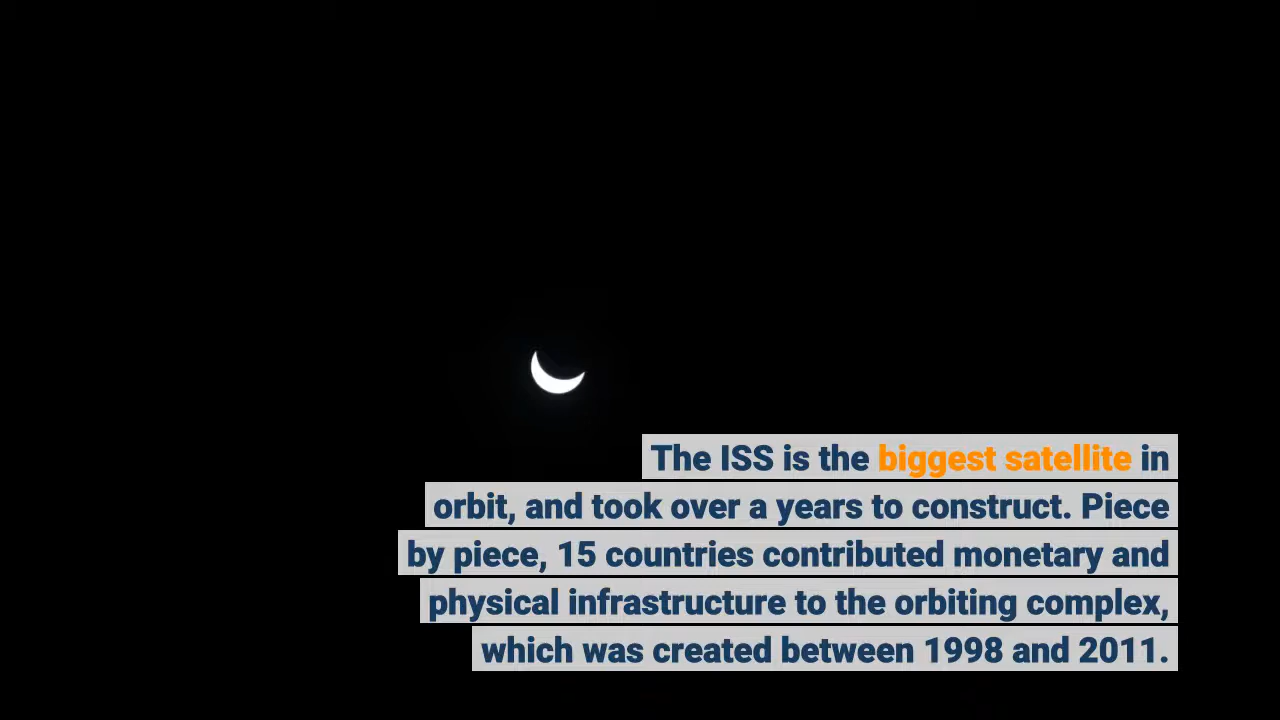 The ISS is the biggest satellite in
orbit, and took over a years to construct. Piece
by piece, 15 countries contributed monetary and
physical infrastructure to the orbiting complex,
which was created between 1998 and 2011.